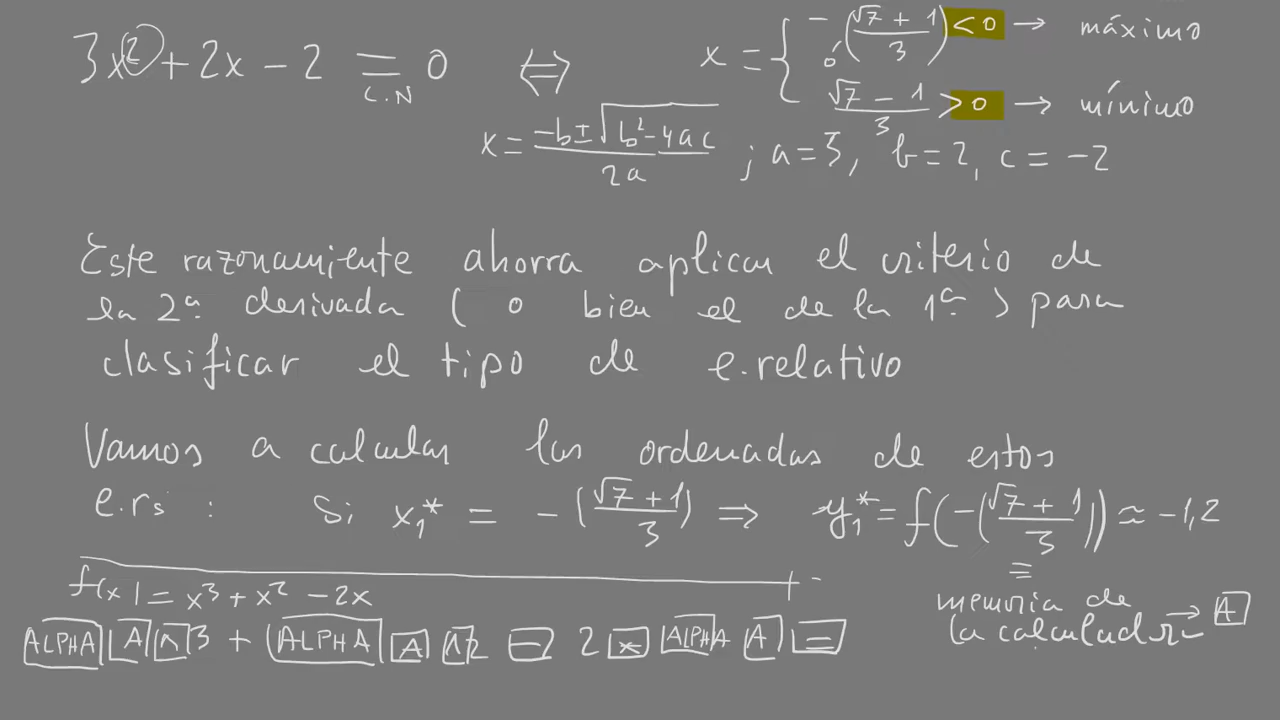 3x² + 2x - 2 = 0 ⟺ x = { - (√7 + 1 / 3) < 0 → máximo
C.N ó √7 - 1 / 3 > 0 → mínimo
x = -b ± √b² - 4ac / 2a ; a = 3, b = 2, c = -2
Este razonamiente ahorra aplicar el criterio de
la 2ª derivada ( o bien el de la 1ª ) para
clasificar el tipo de e.relativo
Vamos a calcular las ordenadas de estos
e.rs : Si x₁* = - (√7 + 1 / 3) ⟹ y₁* = f(-(√7 + 1 / 3)) ≈ -1,2
f(x) = x³ + x² - 2x
≡ memoria de
la calculadora → A
ALPHA A ^ 3 + ALPHA A ^ 2 - 2 × ALPHA A =